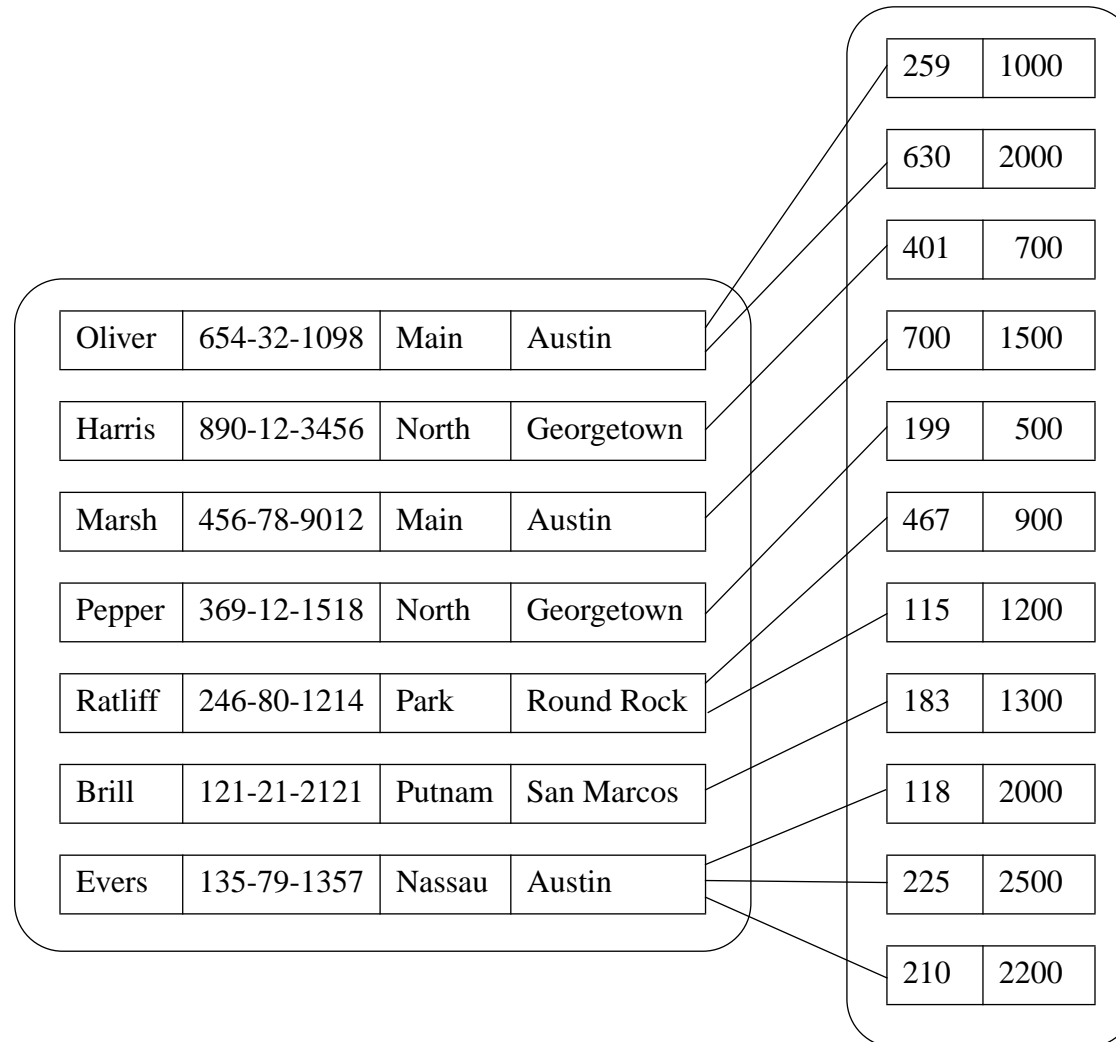 Oliver 654-32-1098 Main Austin
Harris 890-12-3456 North Georgetown
Marsh 456-78-9012 Main Austin
Pepper 369-12-1518 North Georgetown
Ratliff 246-80-1214 Park Round Rock
Brill 121-21-2121 Putnam San Marcos
Evers 135-79-1357 Nassau Austin
259 1000
630 2000
401 700
700 1500
199 500
467 900
115 1200
183 1300
118 2000
225 2500
210 2200